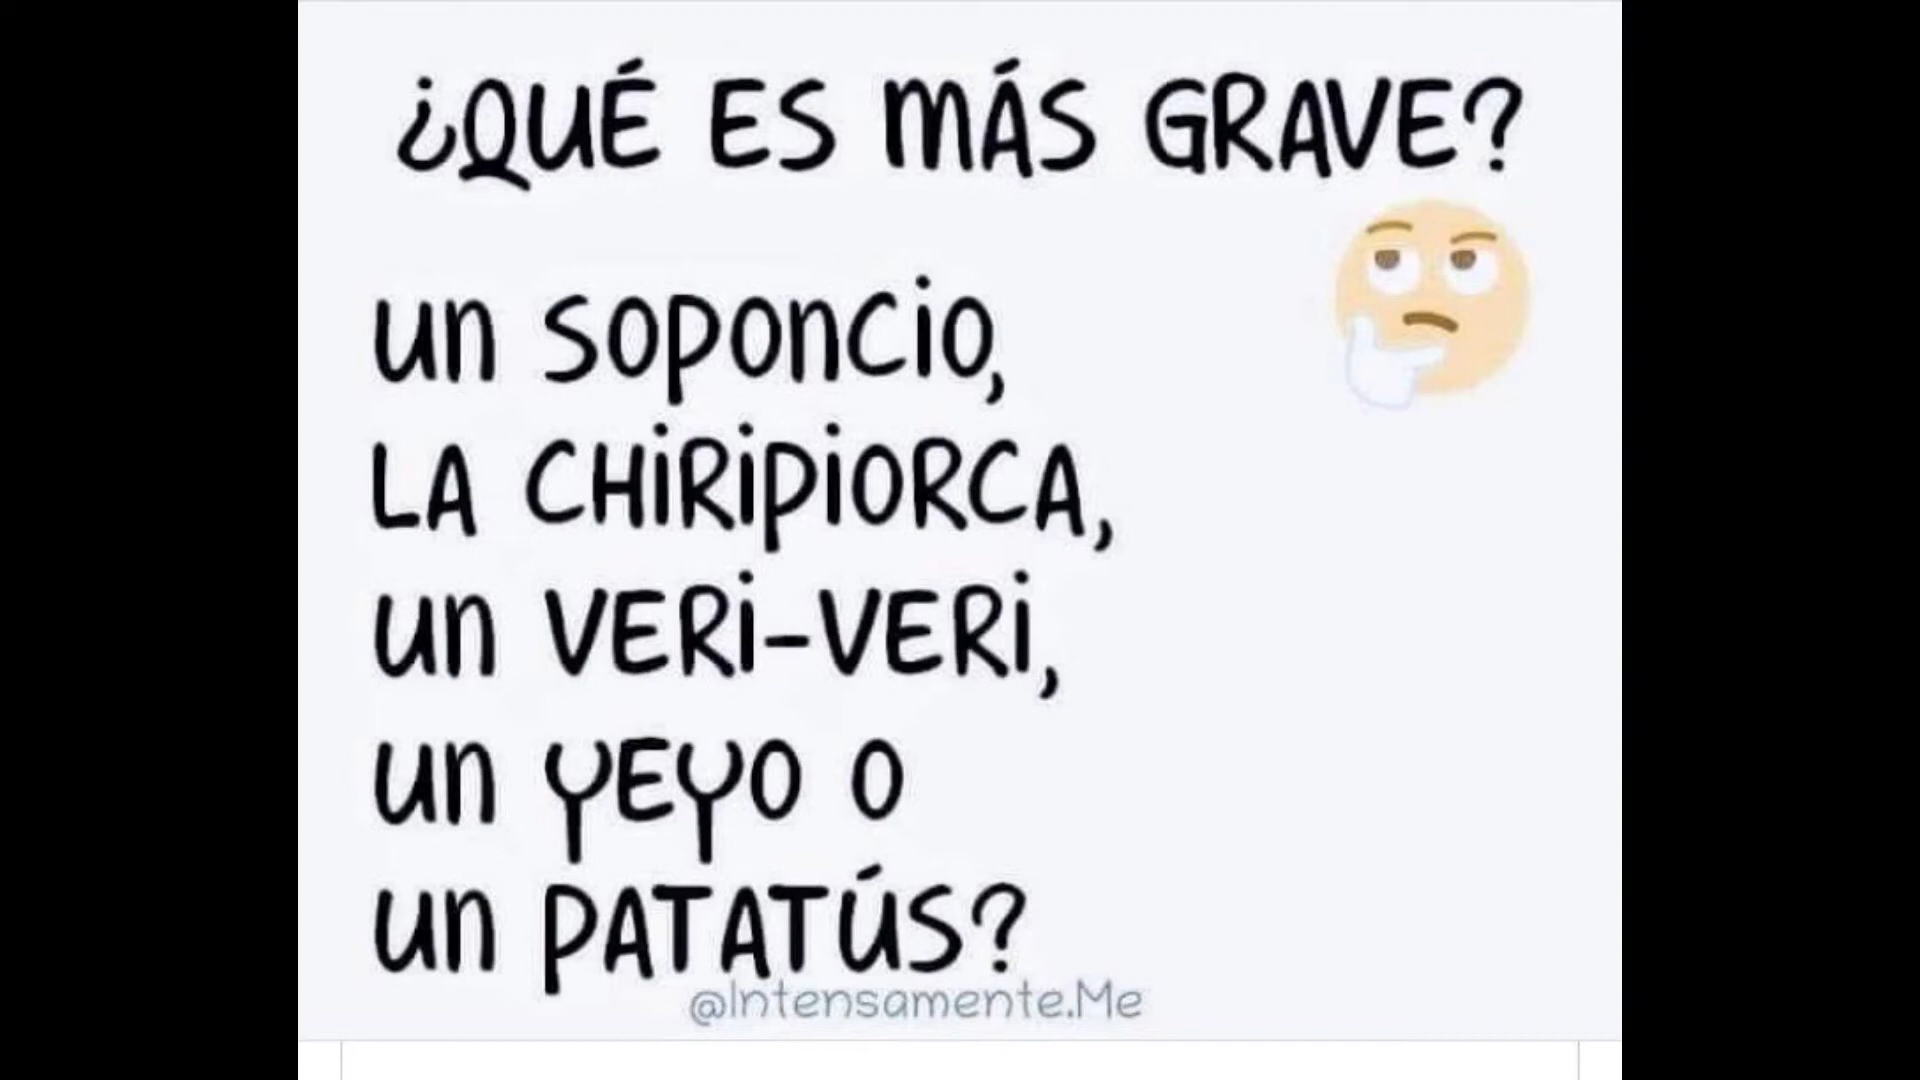 ¿QUÉ ES MÁS GRAVE?
un SOPONCIO,
LA CHIRIPIORCA,
un VERI-VERI,
un YEYO O
un PATATÚS?
@Intensamente.Me